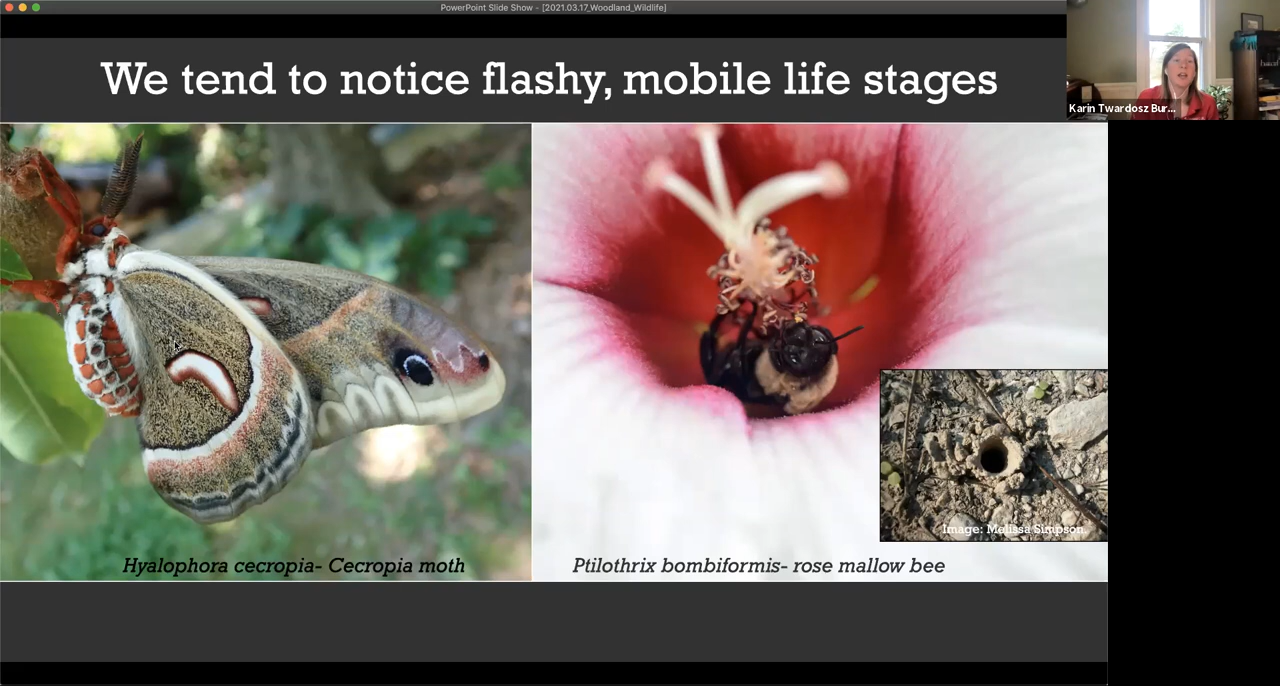 PowerPoint Slide Show - [2021.03.17_Woodland_Wildlife]
We tend to notice flashy, mobile life stages
Karin Twardosz Bur...
Image: Melissa Simpson
Hyalophora cecropia- Cecropia moth
Ptilothrix bombiformis- rose mallow bee